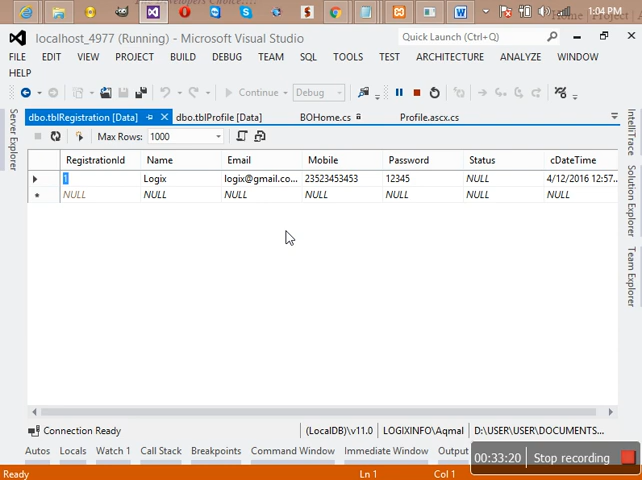 1:04 PM
localhost_4977 (Running) - Microsoft Visual Studio
Quick Launch (Ctrl+Q)
FILE EDIT VIEW PROJECT BUILD DEBUG TEAM SQL TOOLS TEST ARCHITECTURE ANALYZE WINDOW
HELP
Continue Debug
dbo.tblRegistration [Data] dbo.tblProfile [Data] BOHome.cs Profile.ascx.cs
Max Rows: 1000
RegistrationId Name Email Mobile Password Status cDateTime
1 Logix logix@gmail.co... 23523453453 12345 NULL 4/12/2016 12:57...
NULL NULL NULL NULL NULL NULL NULL
Server Explorer
IntelliTrace
Solution Explorer
Team Explorer
Connection Ready (LocalDB)\v11.0 LOGIXINFO\Aqmal D:\USER\USER\DOCUMENTS...
Autos Locals Watch 1 Call Stack Breakpoints Command Window Immediate Window Output
00:33:20 Stop recording
Ready Ln 1 Col 1